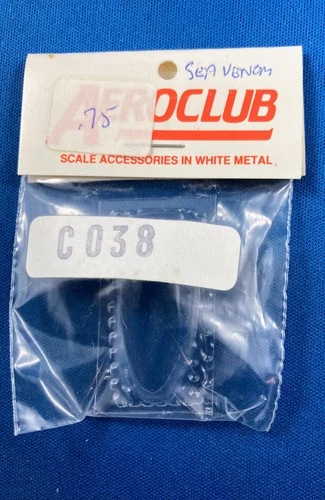 SEA VENOM
.75
AEROCLUB
SCALE ACCESSORIES IN WHITE METAL.
C038